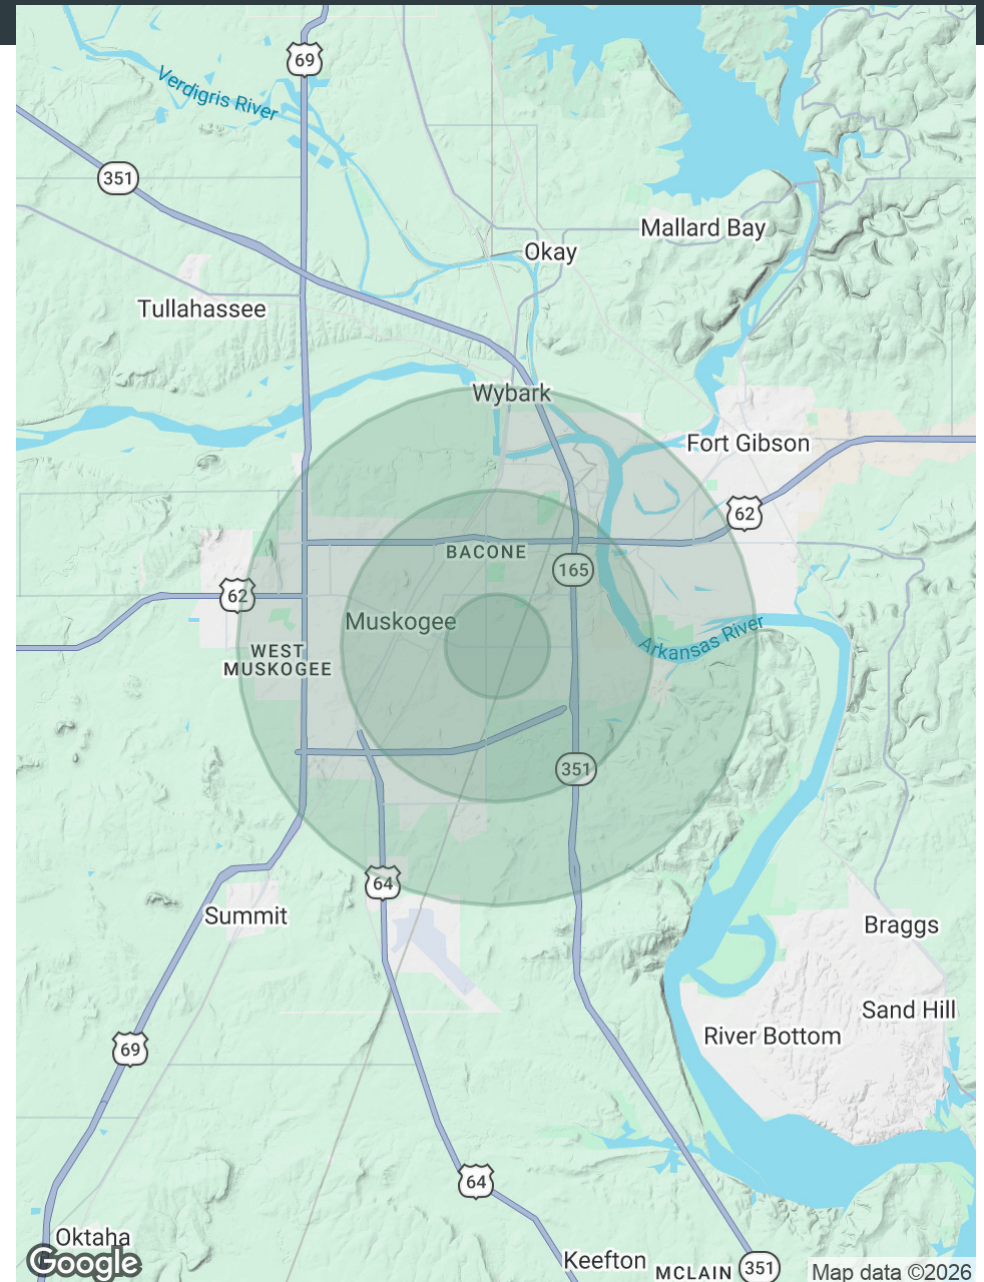 69
Verdigris River
351
Mallard Bay
Okay
Tullahassee
Wybark
Fort Gibson
62
BACONE
165
62
Muskogee
Arkansas River
WEST
MUSKOGEE
351
64
Summit
Braggs
Sand Hill
River Bottom
69
64
Oktaha
Keefton
MCLAIN
351
Google
Map data ©2026